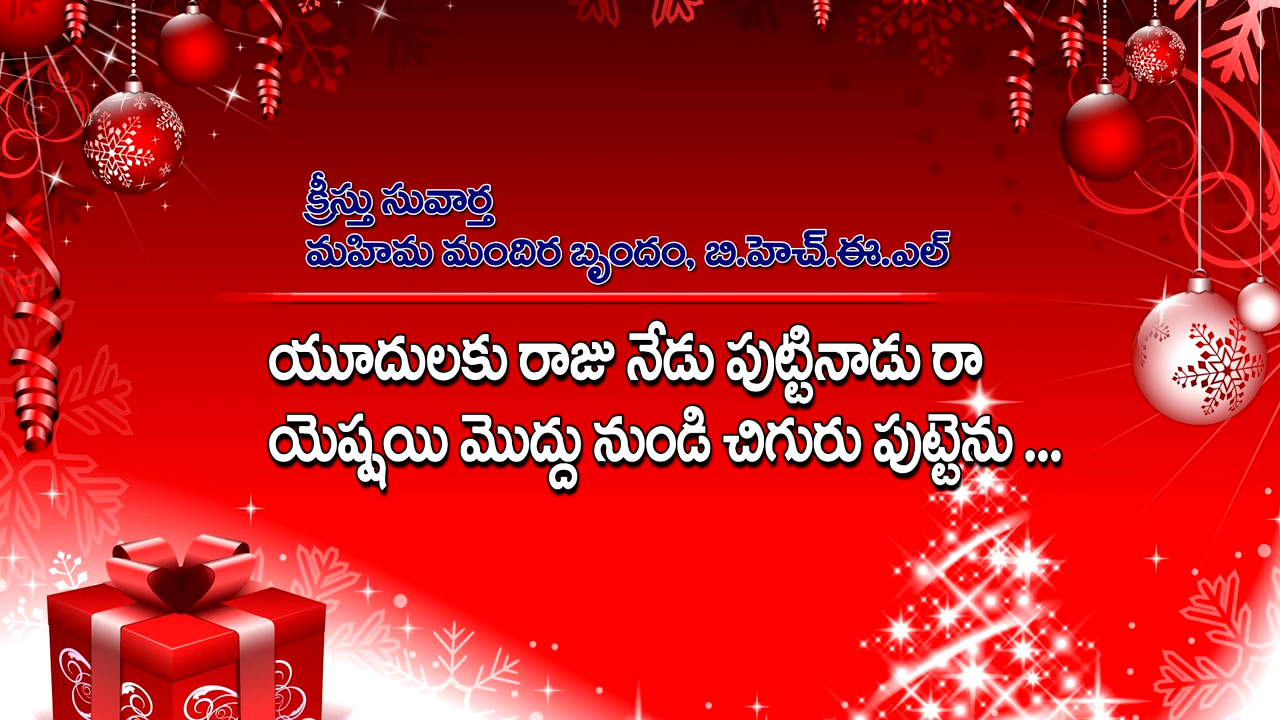 క్రీస్తు సువార్త
మహిమ మందిర బృందం, బి.హెచ్.ఈ.ఎల్
యూదులకు రాజు నేడు పుట్టినాడు రా
యెష్షయి మొద్దు నుండి చిగురు పుట్టెను ...